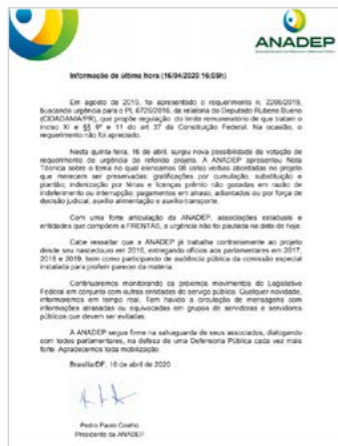 ANADEP
Informação de última hora (16/04/2020 16:09h)
Em agosto de 2019, foi apresentado o requerimento n. 2206/2019,
buscando urgência para o PL 6726/2016, da relatoria do Deputado Rubens Bueno
(CIDADANIA/PR), que propõe regulação do limite remuneratório de que tratam o
inciso XI e §§ 9º e 11 do art 37 da Constituição Federal. Na ocasião, o
requerimento não foi apreciado.
Nesta quinta feira, 16 de abril, surgiu nova possibilidade de votação de
requerimento de urgência do referido projeto. A ANADEP apresentou Nota
Técnica sobre o tema no qual elencamos 08 verbas abordadas no projeto
que merecem ser preservadas: gratificações por cumulação, substituição e
plantão; indenização por férias e licenças prêmio não gozadas em razão de
indeferimento ou interrupção, pagamentos em atraso, adiantados ou por força de
decisão judicial, auxílio alimentação e auxílio transporte.
Com uma forte articulação da ANADEP, associações estaduais e
entidades que compõem a FRENTAS, a urgência não foi pautada na data de hoje.
Cabe ressaltar que a ANADEP já trabalha contrariamente ao projeto
desde seu nascedouro em 2016, entregando ofícios aos parlamentares em 2017,
2018 e 2019, bem como participando de audiência pública da comissão especial
instalada para proferir parecer da matéria.
Continuaremos monitorando os próximos movimentos do Legislativo
Federal em conjunto com outras entidades do serviço público. Qualquer novidade,
informaremos em tempo real. Tem havido a circulação de mensagens com
informações atrasadas ou equivocadas em grupos de servidoras e servidores
públicos que devem ser evitadas.
A ANADEP segue firme na salvaguarda de seus associados, dialogando
com todos parlamentares, na defesa de uma Defensoria Pública cada vez mais
forte. Agradecemos toda mobilização.
Brasília/DF, 16 de abril de 2020
Pedro Paulo Coelho
Presidente da ANADEP